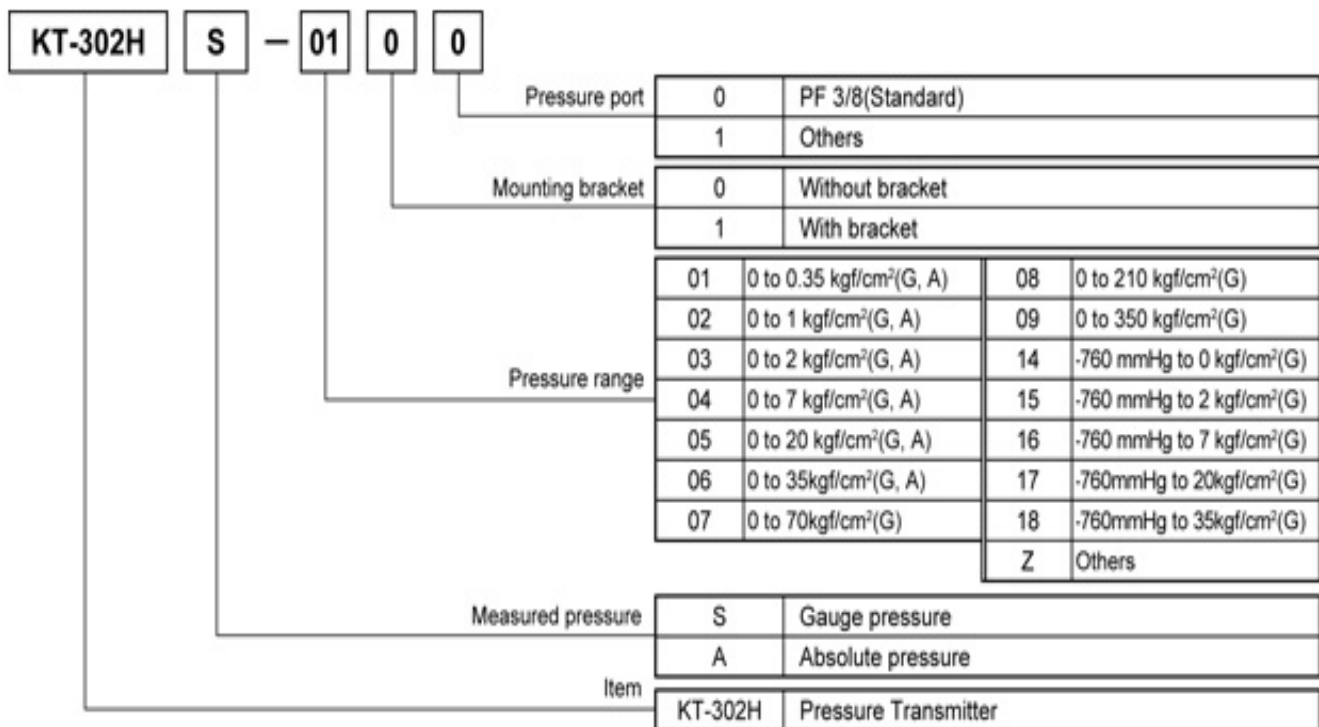 KT-302H S – 01 0 0
Pressure port
0 PF 3/8(Standard)
1 Others
Mounting bracket
0 Without bracket
1 With bracket
Pressure range
01 0 to 0.35 kgf/cm²(G, A) 08 0 to 210 kgf/cm²(G)
02 0 to 1 kgf/cm²(G, A) 09 0 to 350 kgf/cm²(G)
03 0 to 2 kgf/cm²(G, A) 14 -760 mmHg to 0 kgf/cm²(G)
04 0 to 7 kgf/cm²(G, A) 15 -760 mmHg to 2 kgf/cm²(G)
05 0 to 20 kgf/cm²(G, A) 16 -760 mmHg to 7 kgf/cm²(G)
06 0 to 35kgf/cm²(G, A) 17 -760mmHg to 20kgf/cm²(G)
07 0 to 70kgf/cm²(G) 18 -760mmHg to 35kgf/cm²(G)
Z Others
Measured pressure
S Gauge pressure
A Absolute pressure
Item
KT-302H Pressure Transmitter